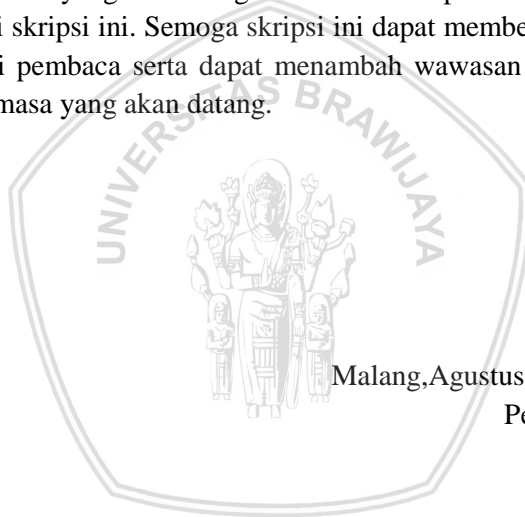 i skripsi ini. Semoga skripsi ini dapat membe
i pembaca serta dapat menambah wawasan
masa yang akan datang.
UNIVERSITAS BRAWIJAYA
Malang,Agustus
Pe